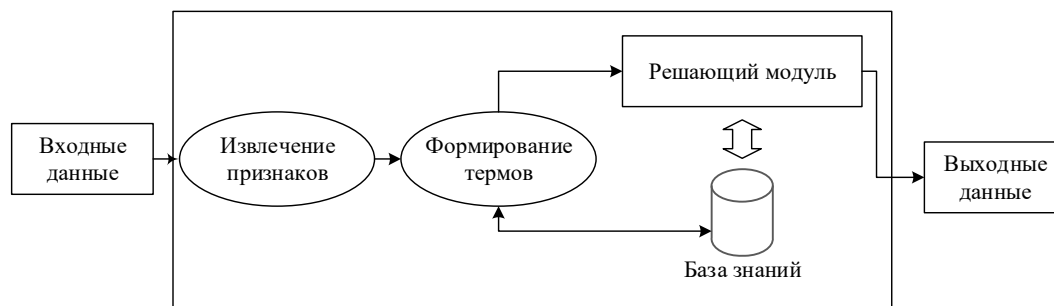 Входные
данные
Извлечение
признаков
Формирование
термов
Решающий модуль
База знаний
Выходные
данные